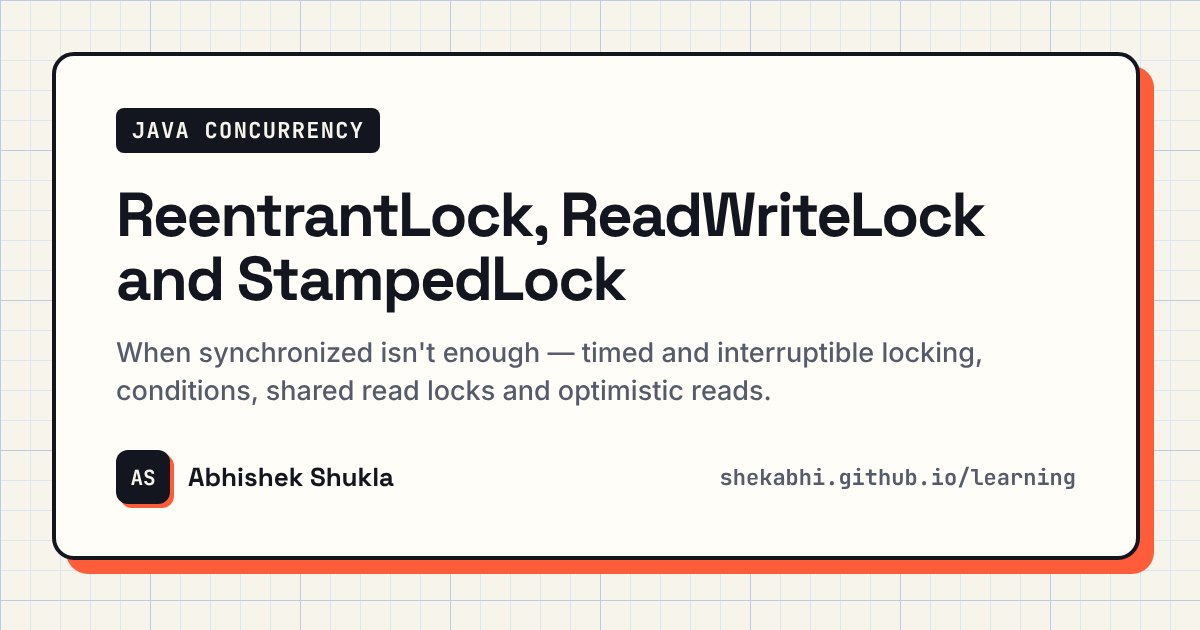 JAVA CONCURRENCY
ReentrantLock, ReadWriteLock
and StampedLock
When synchronized isn't enough — timed and interruptible locking,
conditions, shared read locks and optimistic reads.
AS
Abhishek Shukla
shekabhi.github.io/learning